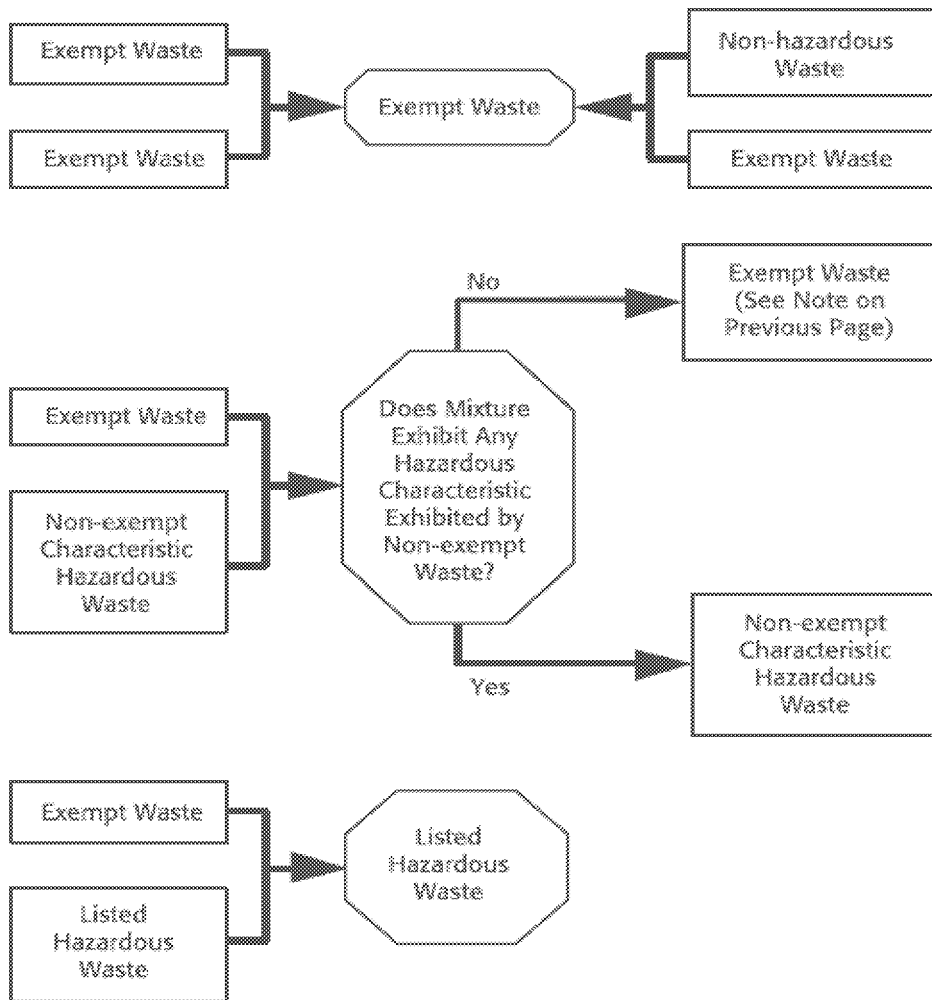 Exempt Waste
Exempt Waste
Exempt Waste
Non-hazardous
Waste
Exempt Waste
No
Exempt Waste
(See Note on
Previous Page)
Exempt Waste
Non-exempt
Characteristic
Hazardous
Waste
Does Mixture
Exhibit Any
Hazardous
Characteristic
Exhibited by
Non-exempt
Waste?
Yes
Non-exempt
Characteristic
Hazardous
Waste
Exempt Waste
Listed
Hazardous
Waste
Listed
Hazardous
Waste